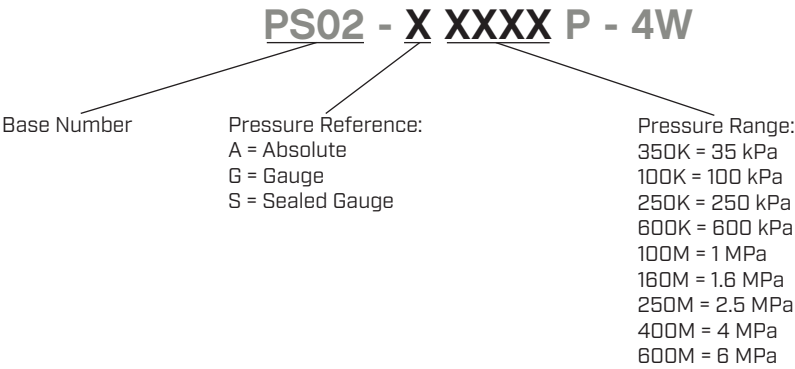 PS02 - X XXXX P - 4W
Base Number
Pressure Reference:
A = Absolute
G = Gauge
S = Sealed Gauge
Pressure Range:
350K = 35 kPa
100K = 100 kPa
250K = 250 kPa
600K = 600 kPa
100M = 1 MPa
160M = 1.6 MPa
250M = 2.5 MPa
400M = 4 MPa
600M = 6 MPa